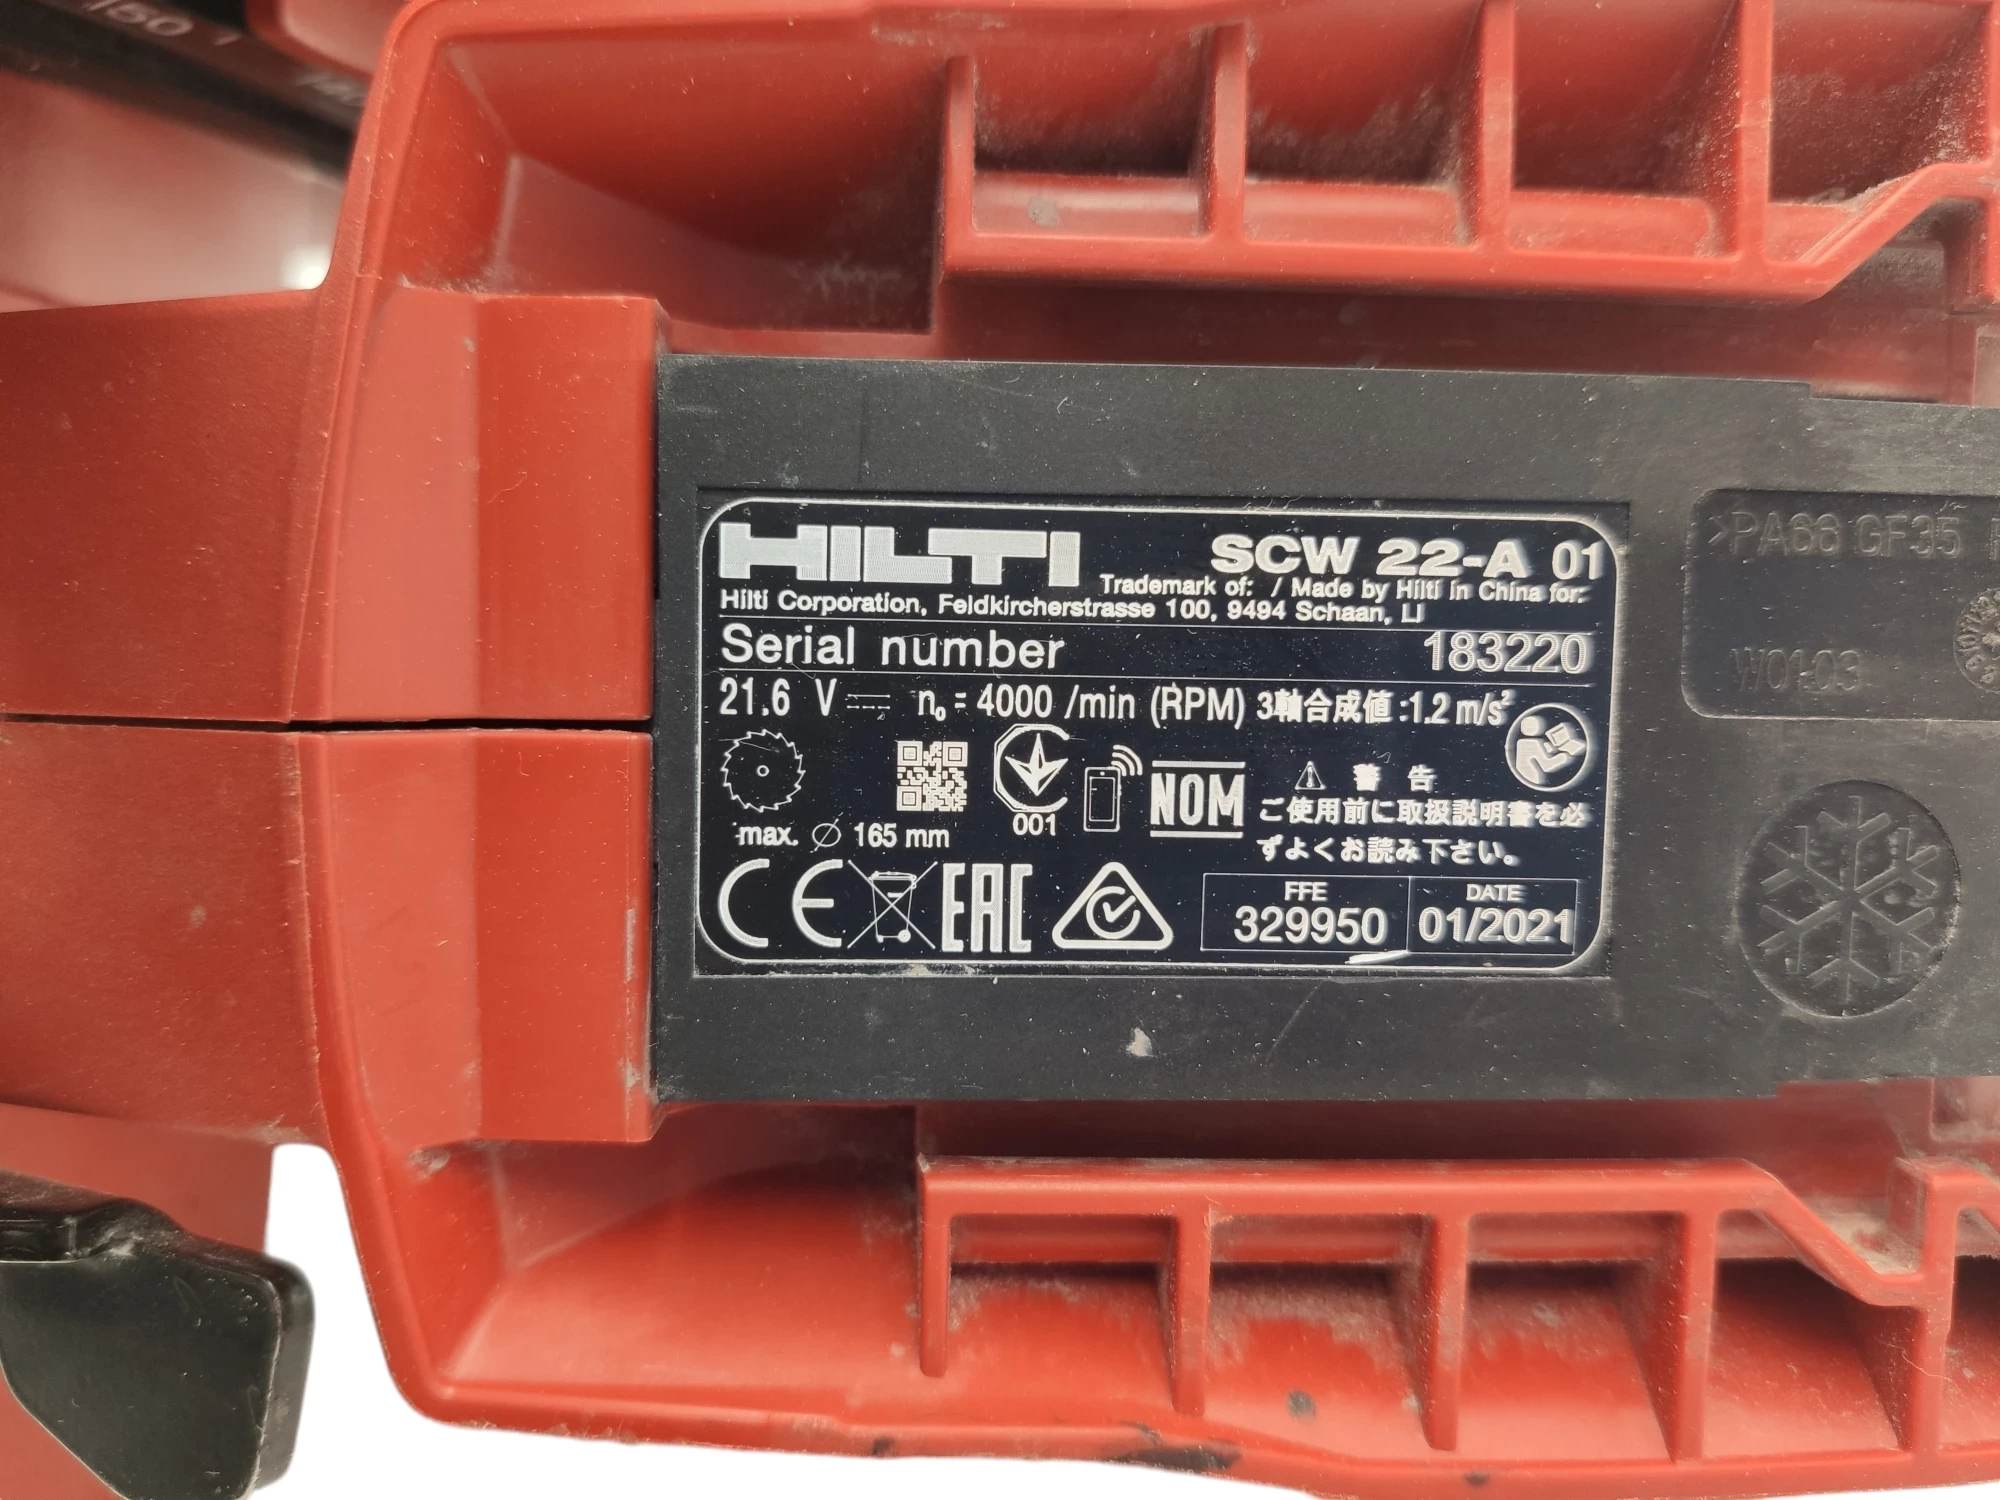 150
HILTI
SCW 22-A 01
Trademark of: / Made by Hilti in China for:
Hilti Corporation, Feldkircherstrasse 100, 9494 Schaan, LI
Serial number 183220
21.6 V n₀ = 4000 /min (RPM) 3軸合成値:1.2 m/s²
001
NOM
警 告
ご使用前に取扱説明書を必
ずよくお読み下さい。
max. ∅ 165 mm
CE
EAC
FFE
329950
DATE
01/2021
>PA66 GF35
W0103